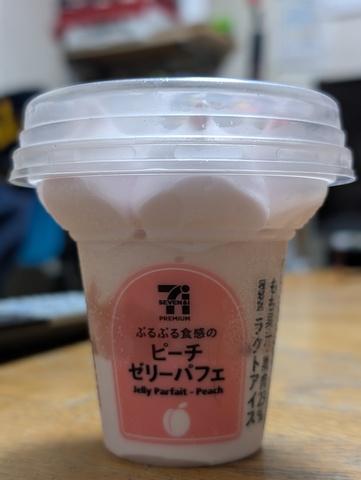 SEVEN&i
PREMIUM
ぷるぷる食感の
ピーチ
ゼリーパフェ
Jelly Parfait - Peach
ラクトアイス